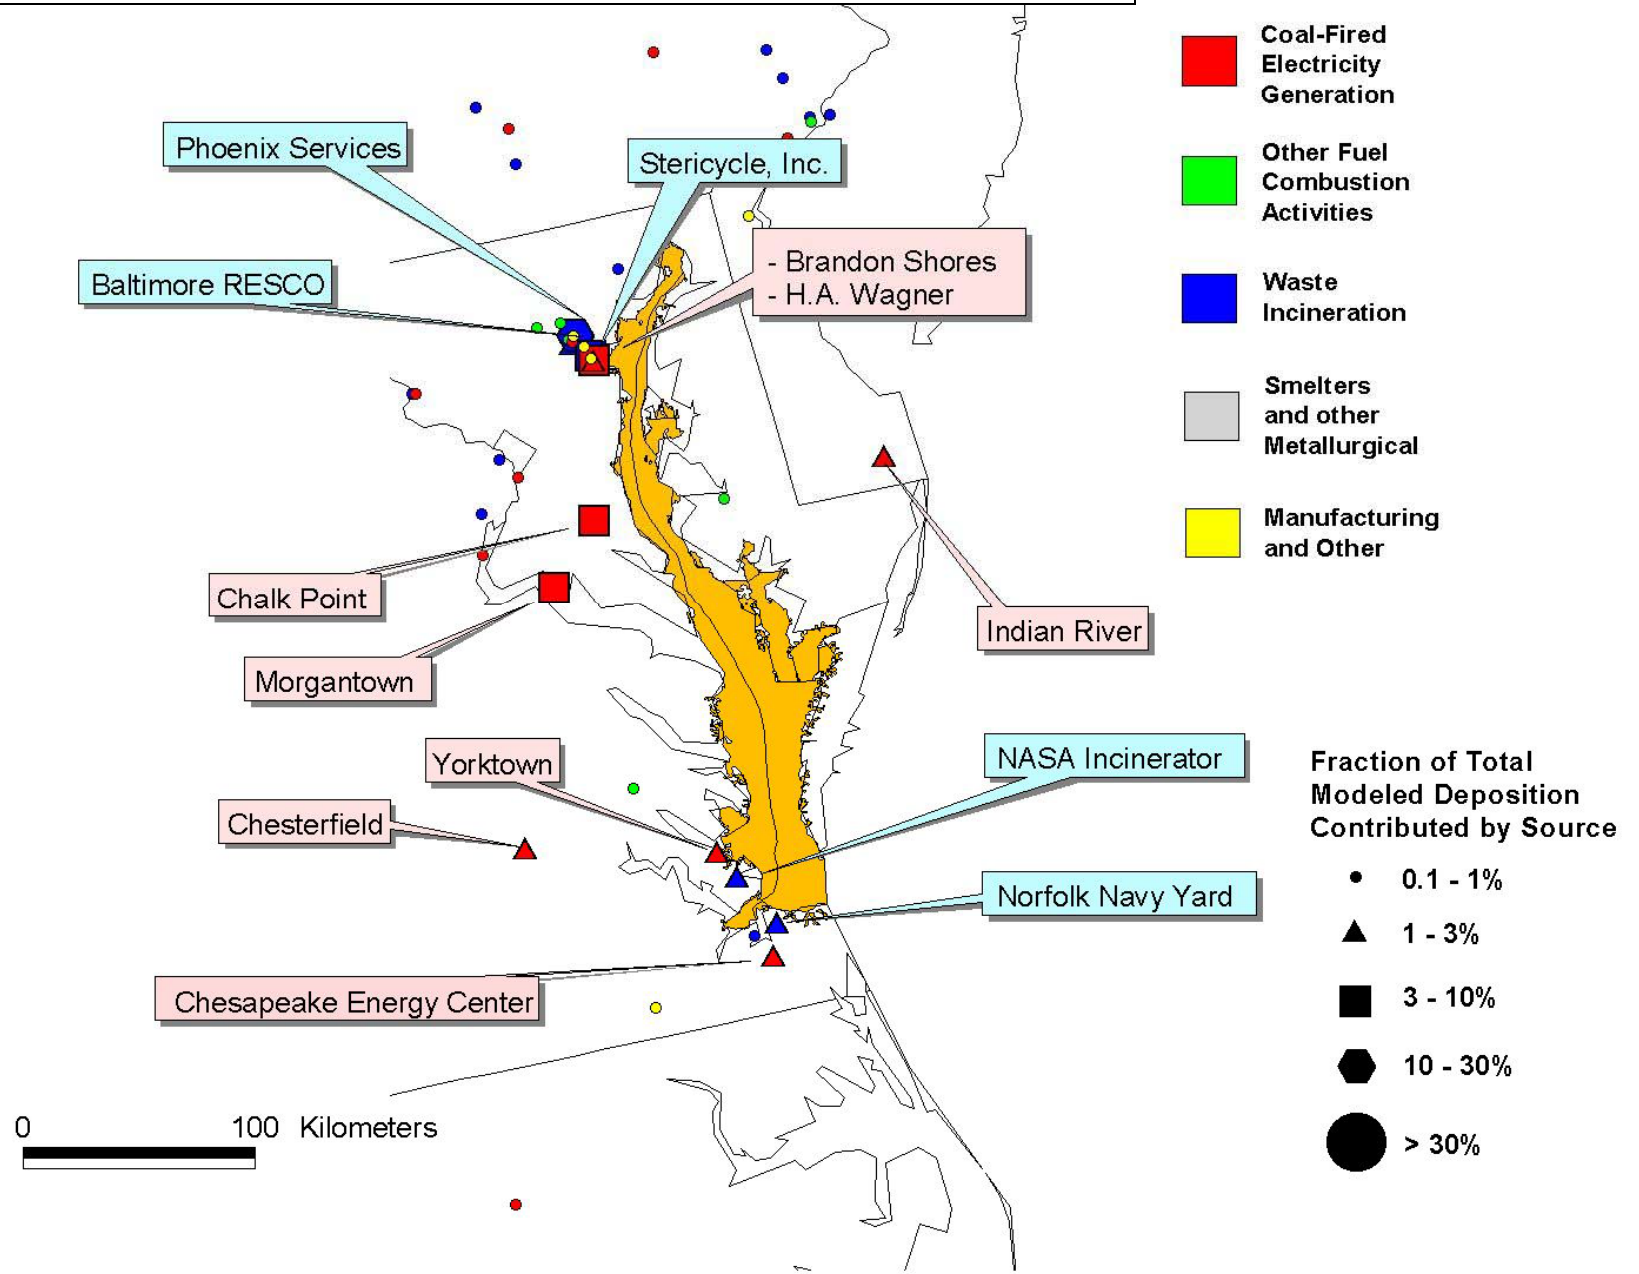 Coal-Fired
Electricity
Generation
Other Fuel
Combustion
Activities
Waste
Incineration
Smelters
and other
Metallurgical
Manufacturing
and Other
Phoenix Services
Stericycle, Inc.
- Brandon Shores
- H.A. Wagner
Baltimore RESCO
Chalk Point
Morgantown
Indian River
Yorktown
Chesterfield
NASA Incinerator
Norfolk Navy Yard
Chesapeake Energy Center
Fraction of Total
Modeled Deposition
Contributed by Source
0.1 - 1%
1 - 3%
3 - 10%
10 - 30%
> 30%
0 100 Kilometers